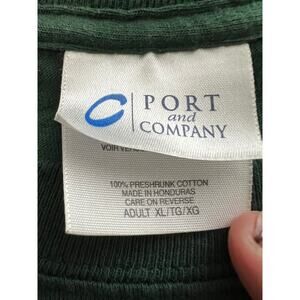 PORT
and
COMPANY
100% PRESHRUNK COTTON
MADE IN HONDURAS
CARE ON REVERSE
ADULT XL/TG/XG